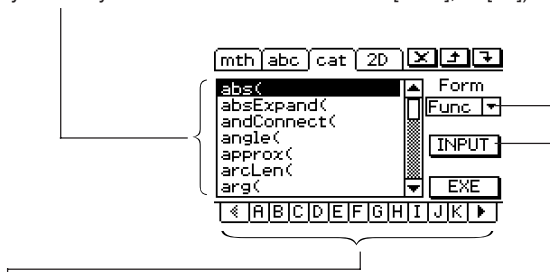 mth abc cat 2D
abs( Form
absExpand( Func
andConnect(
angle( INPUT
approx(
arcLen(
arg( EXE
A B C D E F G H I J K